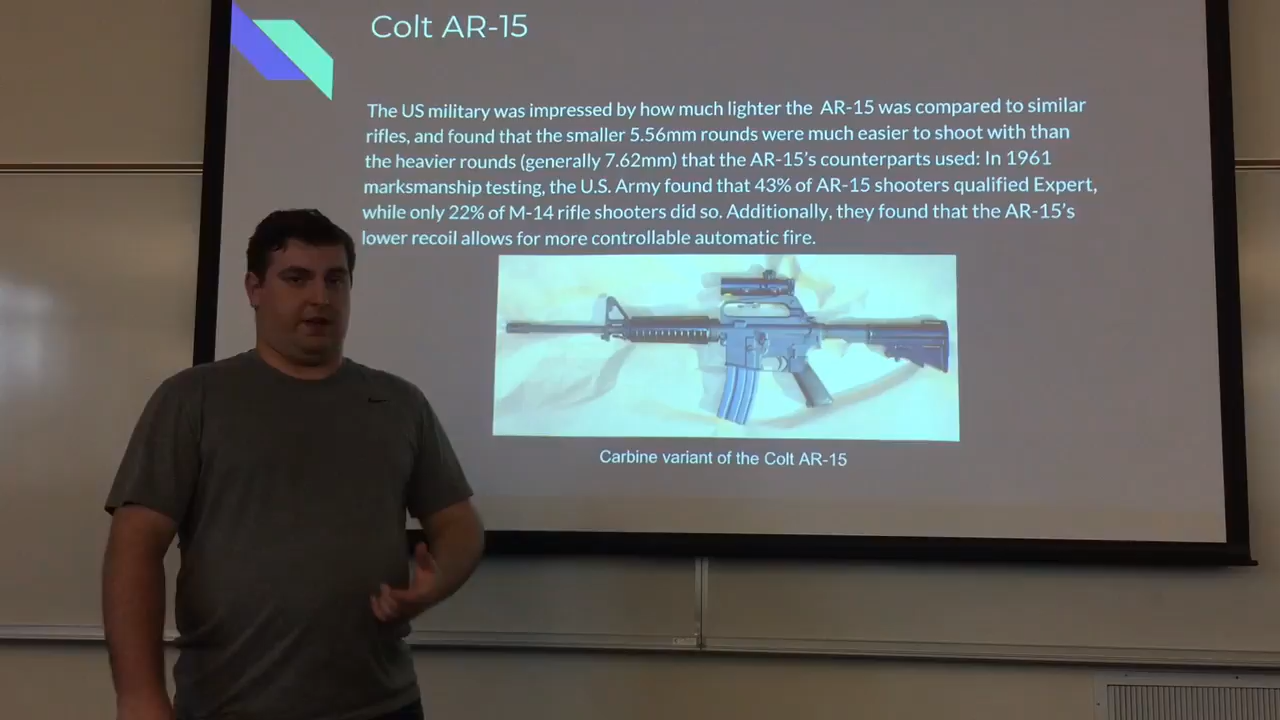 Colt AR-15
The US military was impressed by how much lighter the AR-15 was compared to similar
rifles, and found that the smaller 5.56mm rounds were much easier to shoot with than
the heavier rounds (generally 7.62mm) that the AR-15's counterparts used: In 1961
marksmanship testing, the U.S. Army found that 43% of AR-15 shooters qualified Expert,
while only 22% of M-14 rifle shooters did so. Additionally, they found that the AR-15's
lower recoil allows for more controllable automatic fire.
Carbine variant of the Colt AR-15